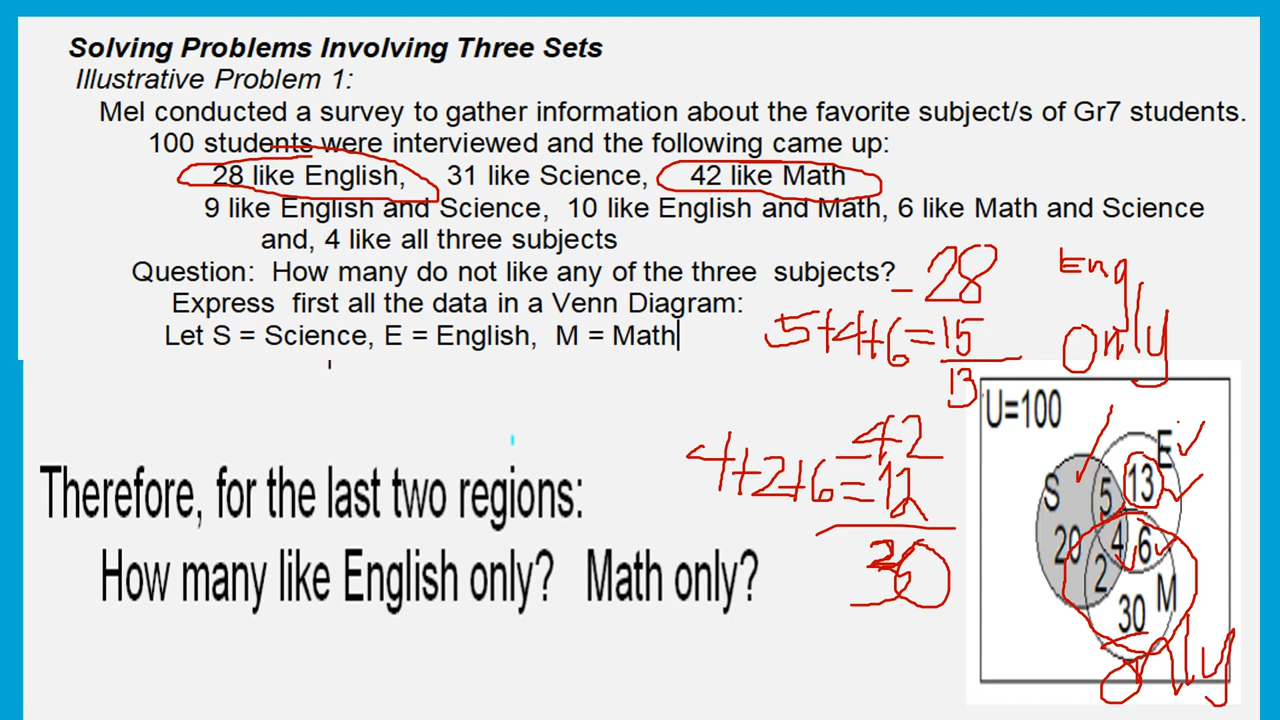 Solving Problems Involving Three Sets
Illustrative Problem 1:
Mel conducted a survey to gather information about the favorite subject/s of Gr7 students.
100 students were interviewed and the following came up:
28 like English, 31 like Science, 42 like Math
9 like English and Science, 10 like English and Math, 6 like Math and Science
and, 4 like all three subjects
Question: How many do not like any of the three subjects?
Express first all the data in a Venn Diagram:
Let S = Science, E = English, M = Math
- 28
5+4+6=15
13
Eng
Only
42
4+2+6=12
30
Therefore, for the last two regions:
How many like English only? Math only?
U=100
E
S
5
13
20
4
6
2
M
30
only